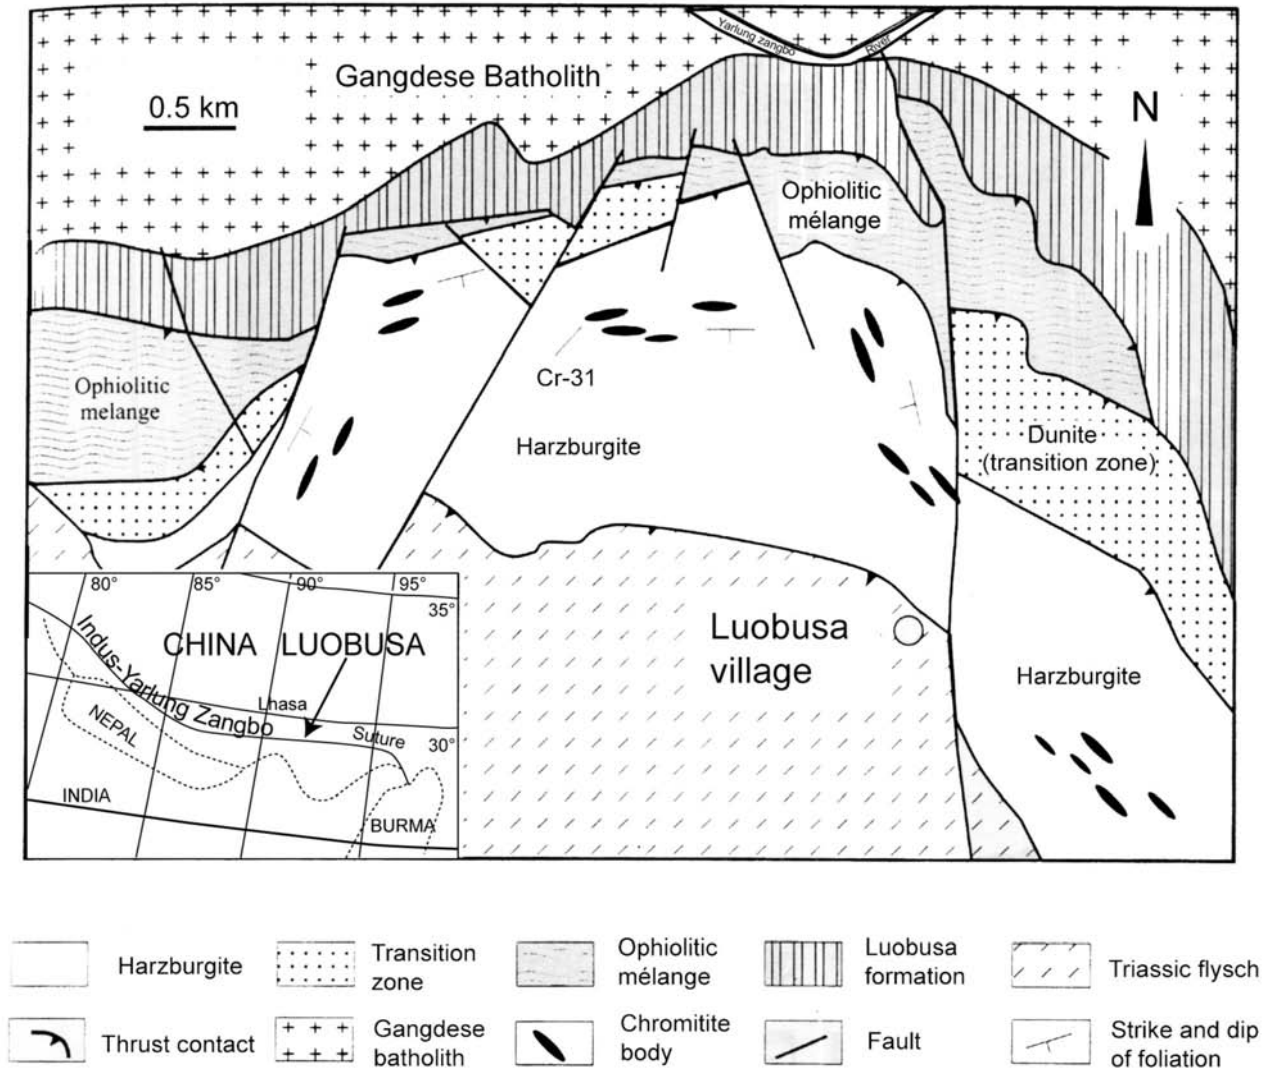 Yarlung zangbo
River
Gangdese Batholith
0.5 km
N
Ophiolitic
mélange
Ophiolitic
melange
Cr-31
Harzburgite
Dunite
(transition zone)
Luobusa
village
Harzburgite
80°
85°
90°
95°
35°
CHINA
LUOBUSA
Indus-Yarlung Zangbo
Lhasa
Suture
30°
NEPAL
INDIA
BURMA
Harzburgite
Transition
zone
Ophiolitic
mélange
Luobusa
formation
Triassic flysch
Thrust contact
Gangdese
batholith
Chromitite
body
Fault
Strike and dip
of foliation